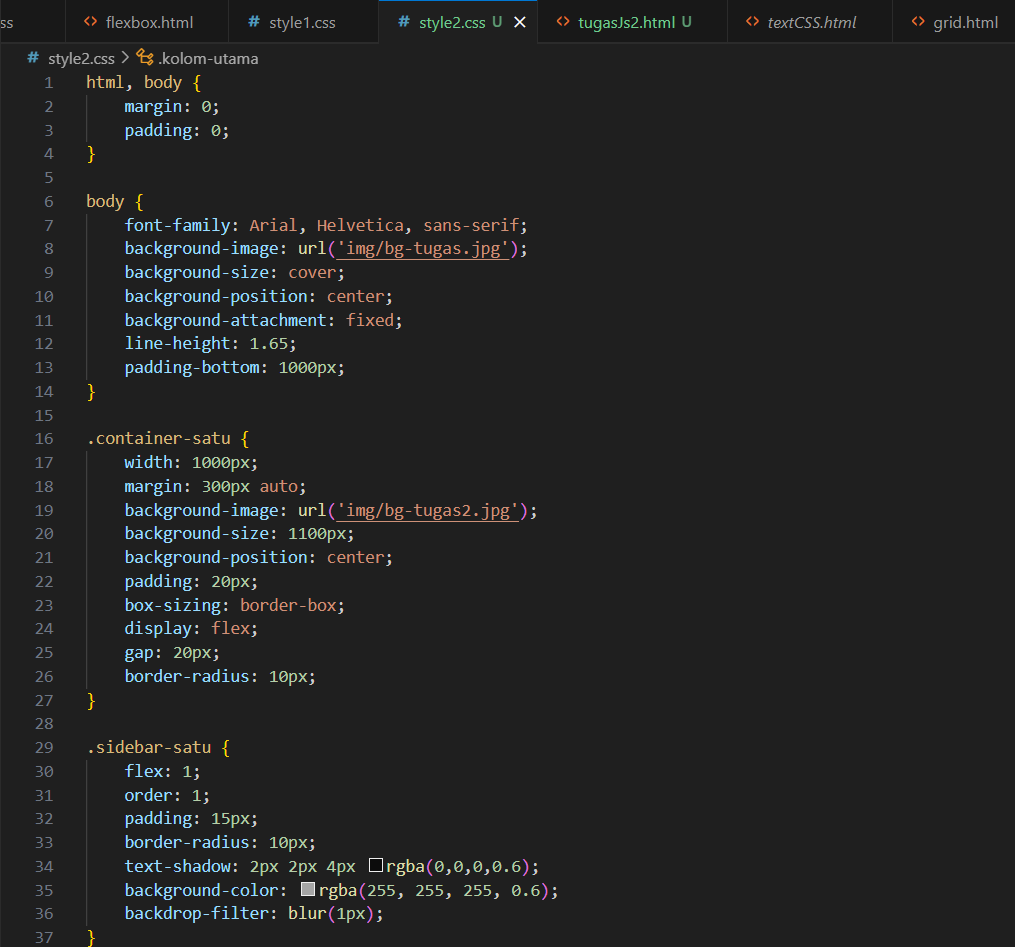 ss flexbox.html # style1.css # style2.css U × tugasJs2.html U textCSS.html grid.html
# style2.css > .kolom-utama
1 html, body {
2     margin: 0;
3     padding: 0;
4 }
5
6 body {
7     font-family: Arial, Helvetica, sans-serif;
8     background-image: url('img/bg-tugas.jpg');
9     background-size: cover;
10     background-position: center;
11     background-attachment: fixed;
12     line-height: 1.65;
13     padding-bottom: 1000px;
14 }
15
16 .container-satu {
17     width: 1000px;
18     margin: 300px auto;
19     background-image: url('img/bg-tugas2.jpg');
20     background-size: 1100px;
21     background-position: center;
22     padding: 20px;
23     box-sizing: border-box;
24     display: flex;
25     gap: 20px;
26     border-radius: 10px;
27 }
28
29 .sidebar-satu {
30     flex: 1;
31     order: 1;
32     padding: 15px;
33     border-radius: 10px;
34     text-shadow: 2px 2px 4px rgba(0,0,0,0.6);
35     background-color: rgba(255, 255, 255, 0.6);
36     backdrop-filter: blur(1px);
37 }